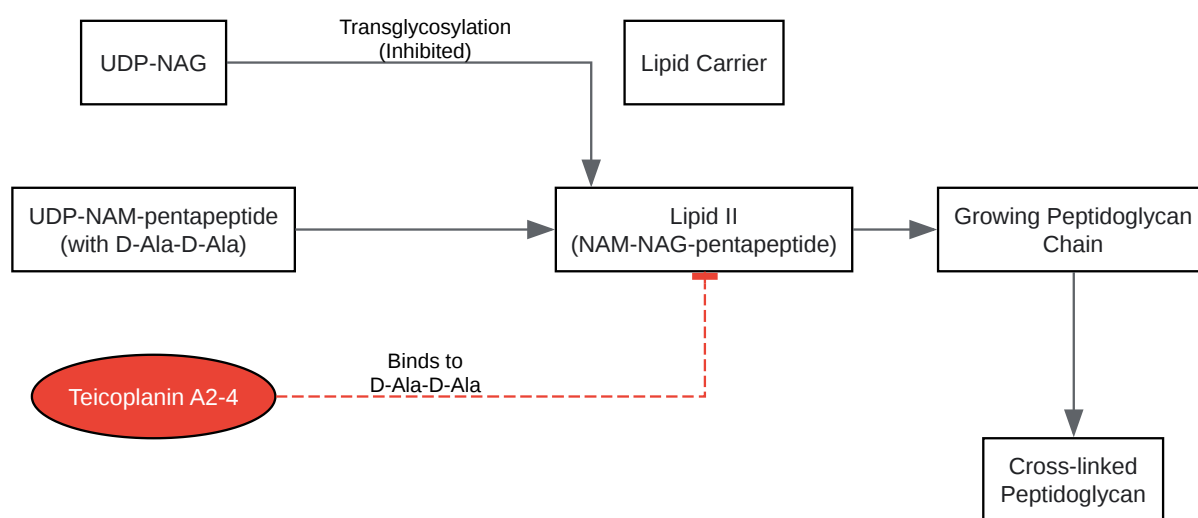 Transglycosylation
(Inhibited)
UDP-NAG
Lipid Carrier
UDP-NAM-pentapeptide
(with D-Ala-D-Ala)
Lipid II
(NAM-NAG-pentapeptide)
Growing Peptidoglycan
Chain
Binds to
D-Ala-D-Ala
Teicoplanin A2-4
Cross-linked
Peptidoglycan